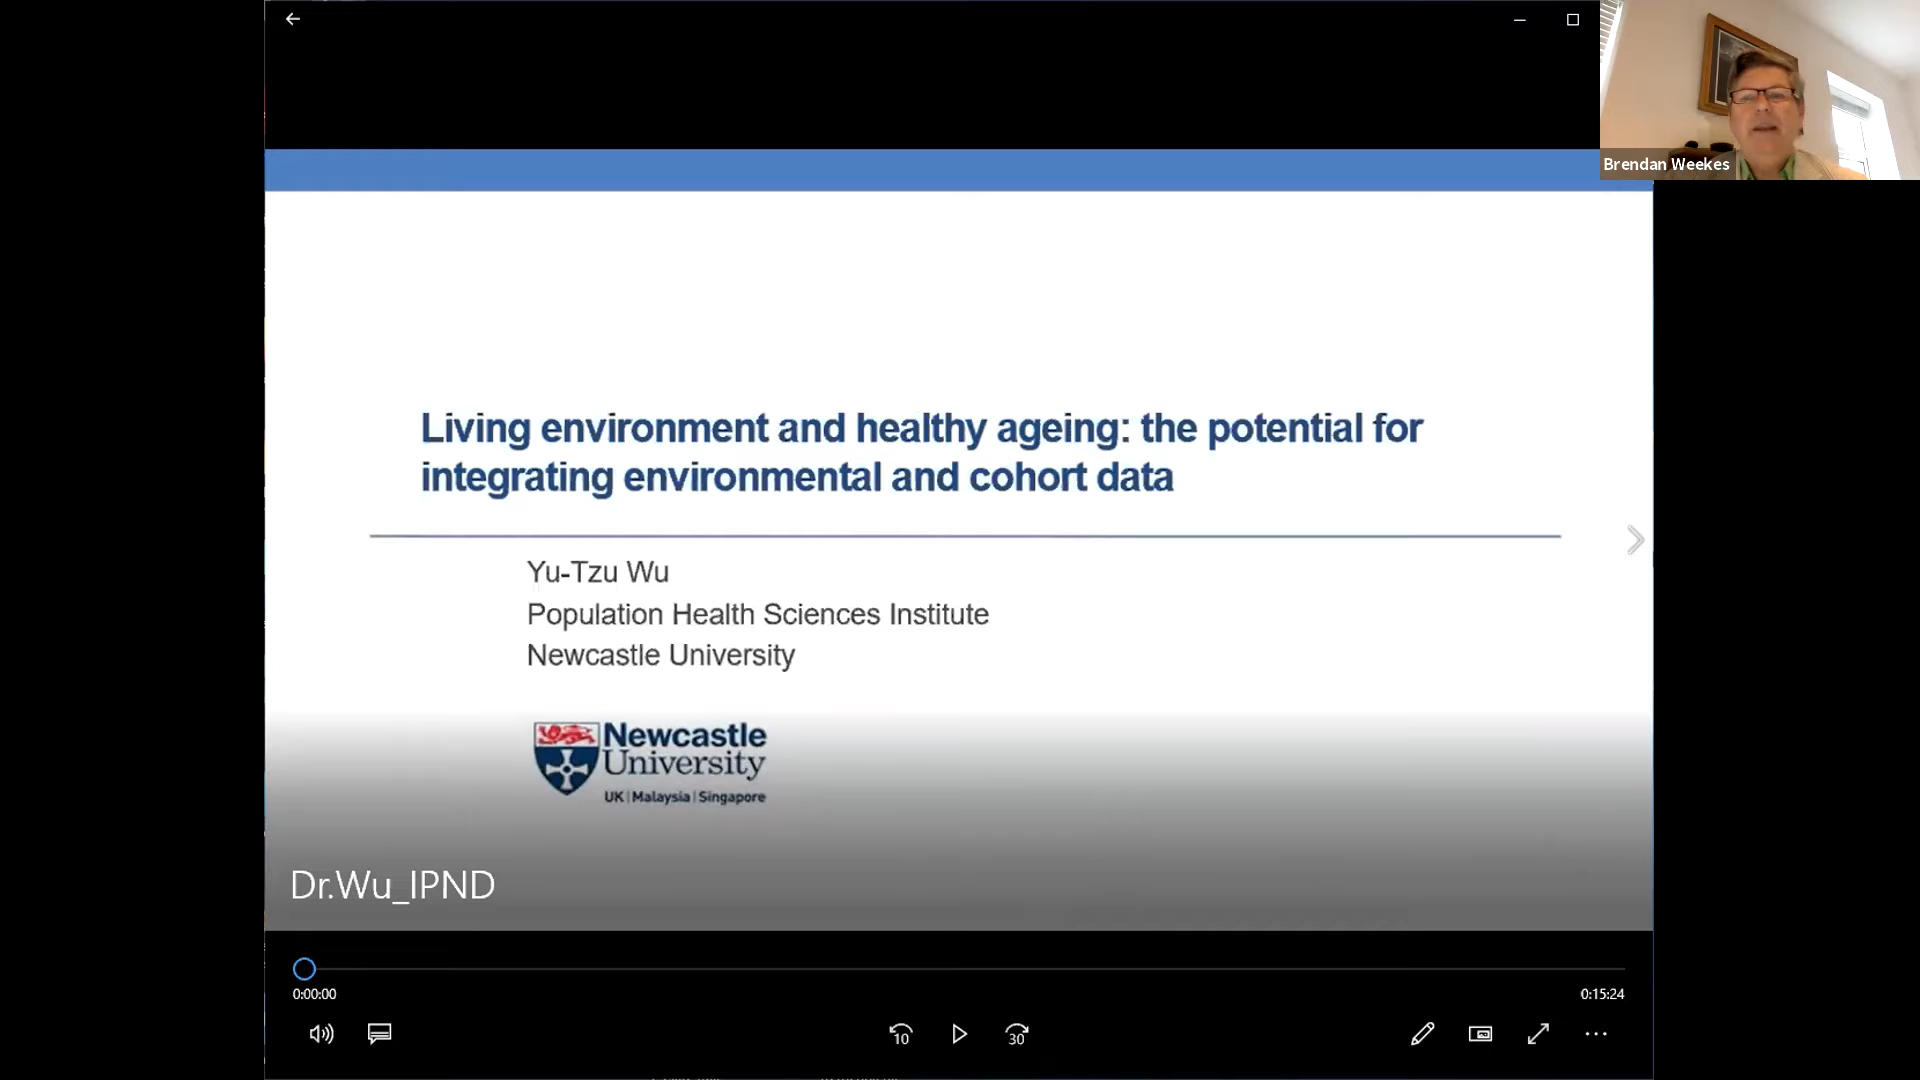 Brendan Weekes
Living environment and healthy ageing: the potential for
integrating environmental and cohort data
Yu-Tzu Wu
Population Health Sciences Institute
Newcastle University
Newcastle
University
UK | Malaysia | Singapore
Dr.Wu_IPND
0:00:00
0:15:24
10
30